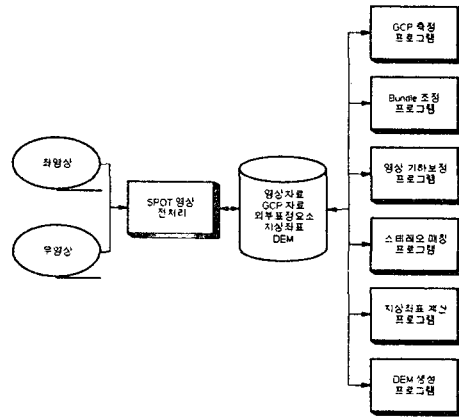 좌영상
우영상
SPOT 영상
전처리
영상자료
GCP 자료
외부표정요소
지상좌표
DEM
GCP 측정
프로그램
Bundle 조정
프로그램
영상 기하보정
프로그램
스테레오 매칭
프로그램
지상좌표 계산
프로그램
DEM 생성
프로그램